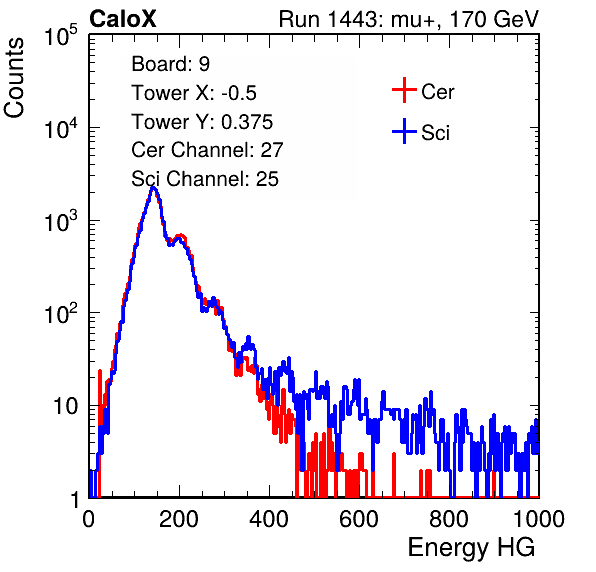 CaloX Run 1443: mu+, 170 GeV
Counts
Board: 9
Tower X: -0.5
Tower Y: 0.375
Cer Channel: 27
Sci Channel: 25
Cer
Sci
10^5
10^4
10^3
10^2
10
1
0 200 400 600 800 1000
Energy HG